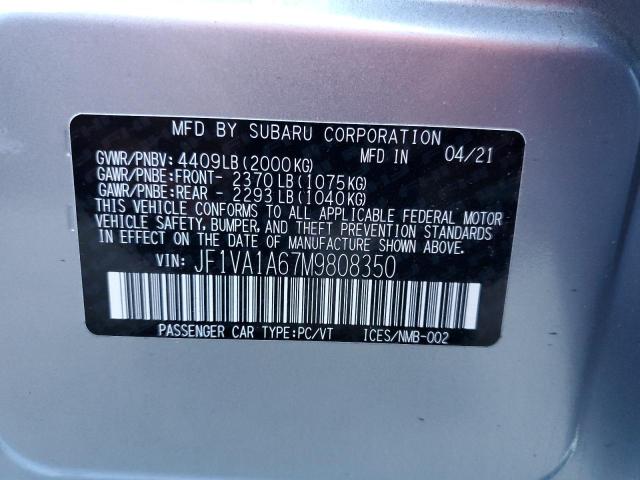 MFD BY SUBARU CORPORATION
GVWR/PNBV: 4409LB(2000KG) MFD IN 04/21
GAWR/PNBE:FRONT- 2370LB(1075KG)
GAWR/PNBE:REAR - 2293LB(1040KG)
THIS VEHICLE CONFORMS TO ALL APPLICABLE FEDERAL MOTOR
VEHICLE SAFETY, BUMPER, AND THEFT PREVENTION STANDARDS
IN EFFECT ON THE DATE OF MANUFACTURE SHOWN ABOVE.
VIN: JF1VA1A67M9808350
PASSENGER CAR TYPE:PC/VT ICES/NMB-002